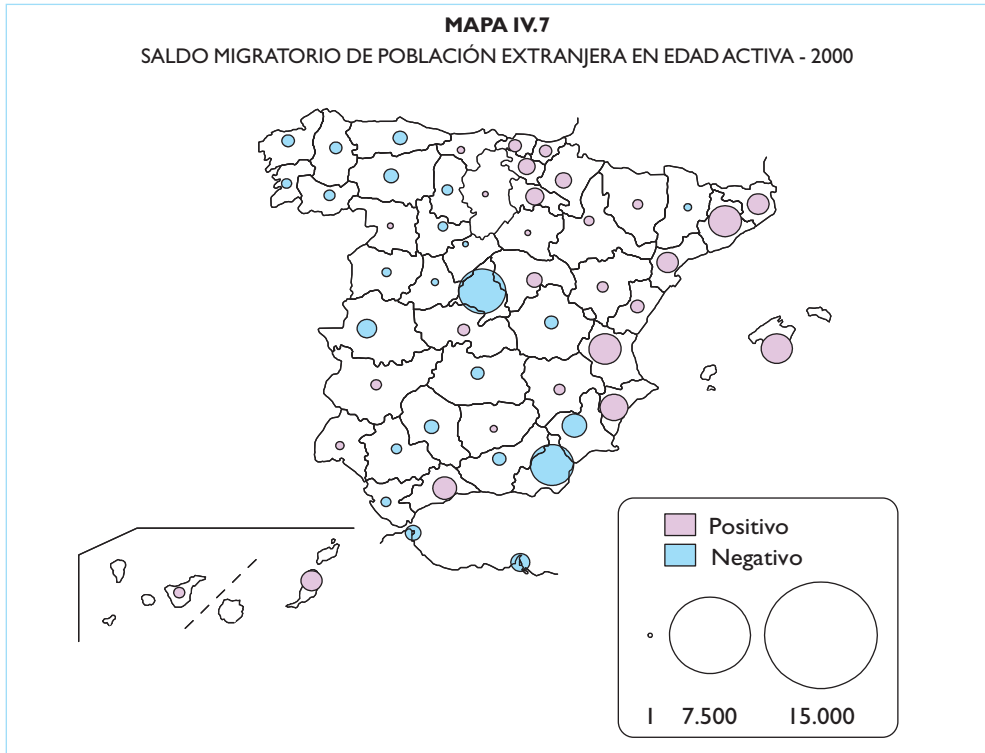 MAPA IV.7
SALDO MIGRATORIO DE POBLACIÓN EXTRANJERA EN EDAD ACTIVA - 2000
Positivo
Negativo
1 7.500 15.000